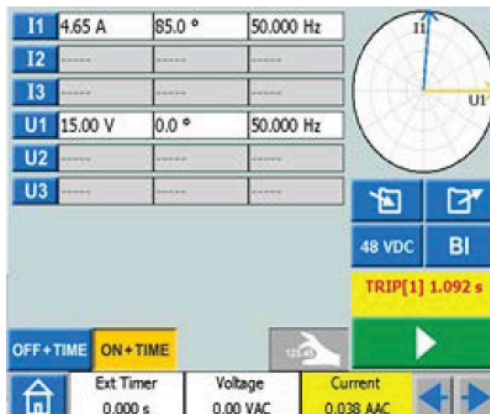 I1 4.65 A 85.0 ° 50.000 Hz
I2 ----- ----- -----
I3 ----- ----- -----
U1 15.00 V 0.0 ° 50.000 Hz
U2 ----- ----- -----
U3 ----- ----- -----
I1
U1
48 VDC BI
TRIP[1] 1.092 s
OFF+TIME ON+TIME 123.45
Ext Timer Voltage Current
0.000 s 0.00 VAC 0.038 AAC